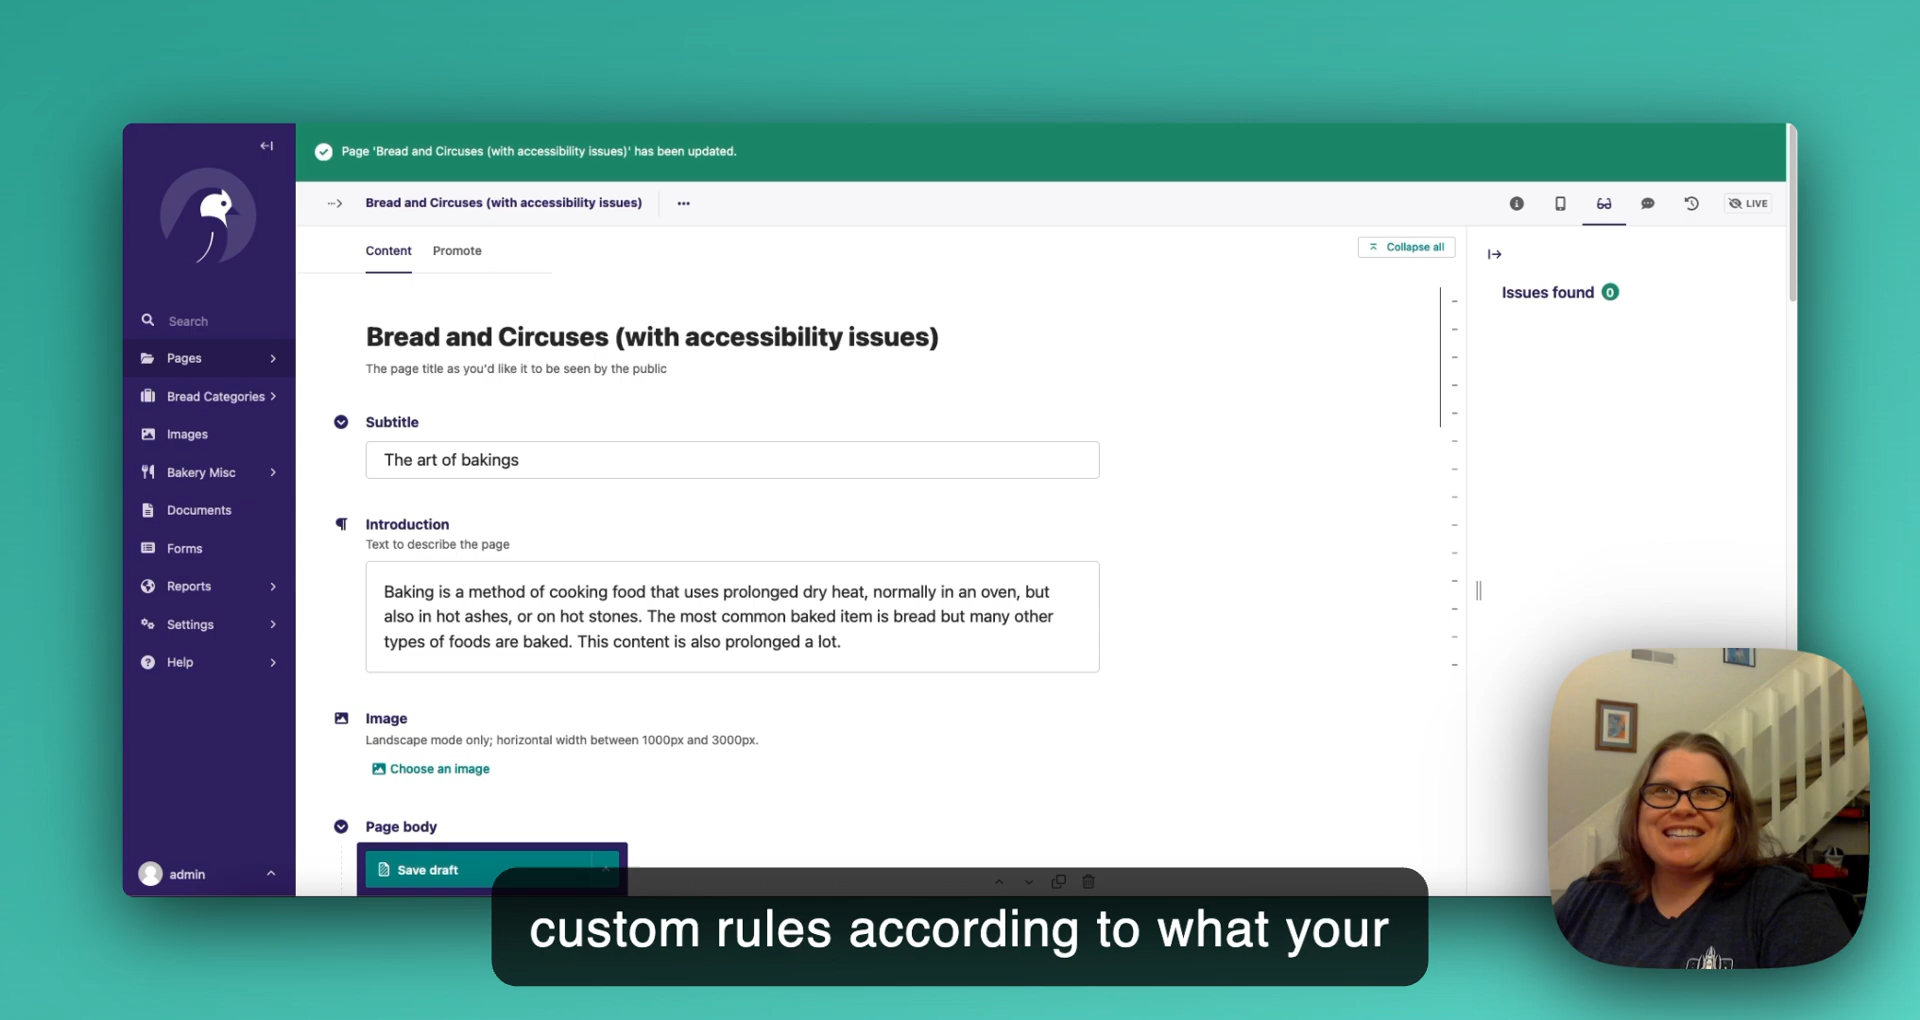 Page 'Bread and Circuses (with accessibility issues)' has been updated.
Bread and Circuses (with accessibility issues)
LIVE
Content
Promote
Collapse all
Issues found 0
Search
Pages
Bread Categories
Images
Bakery Misc
Documents
Forms
Reports
Settings
Help
admin
Bread and Circuses (with accessibility issues)
The page title as you'd like it to be seen by the public
Subtitle
The art of bakings
Introduction
Text to describe the page
Baking is a method of cooking food that uses prolonged dry heat, normally in an oven, but
also in hot ashes, or on hot stones. The most common baked item is bread but many other
types of foods are baked. This content is also prolonged a lot.
Image
Landscape mode only; horizontal width between 1000px and 3000px.
Choose an image
Page body
Save draft
custom rules according to what your